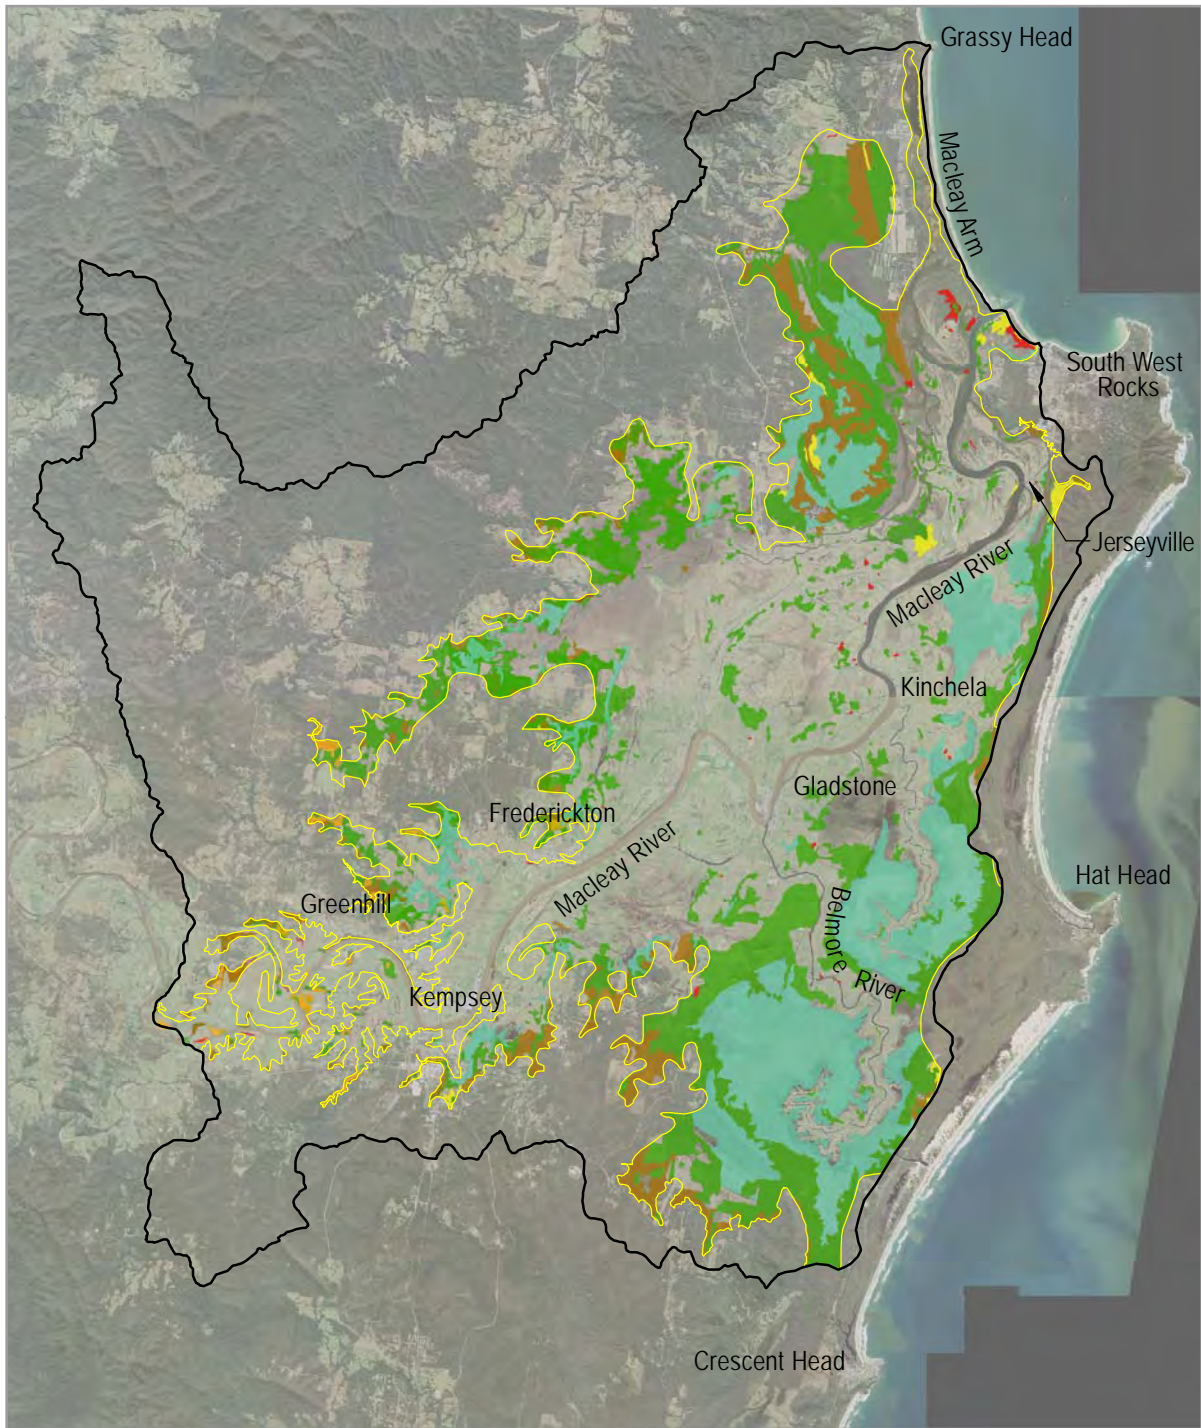 Grassy Head
Macleay Arm
South West
Rocks
Jerseyville
Macleay River
Kinchela
Gladstone
Frederickton
Macleay River
Hat Head
Greenhill
Belmore River
Kempsey
Crescent Head